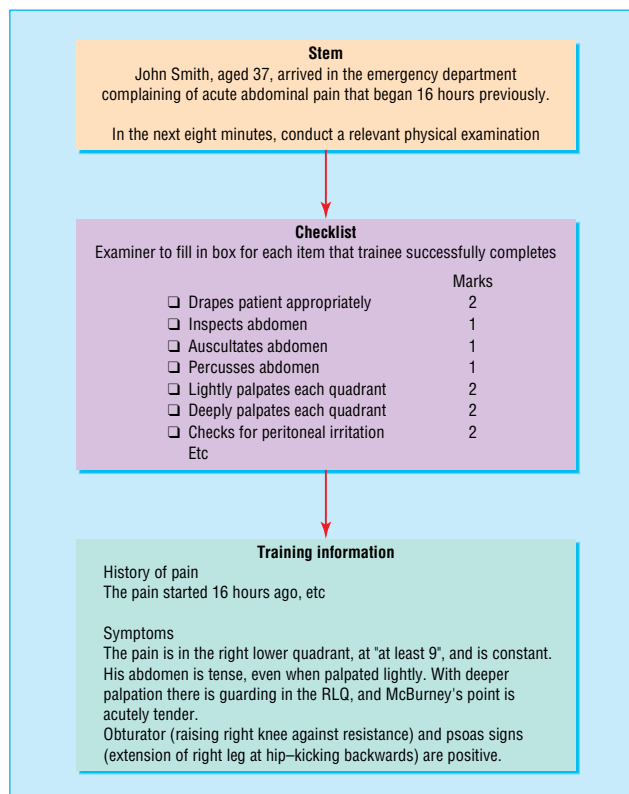 Stem
John Smith, aged 37, arrived in the emergency department
complaining of acute abdominal pain that began 16 hours previously.
In the next eight minutes, conduct a relevant physical examination
Checklist
Examiner to fill in box for each item that trainee successfully completes
Marks
❑ Drapes patient appropriately 2
❑ Inspects abdomen 1
❑ Auscultates abdomen 1
❑ Percusses abdomen 1
❑ Lightly palpates each quadrant 2
❑ Deeply palpates each quadrant 2
❑ Checks for peritoneal irritation 2
Etc
Training information
History of pain
The pain started 16 hours ago, etc
Symptoms
The pain is in the right lower quadrant, at "at least 9", and is constant.
His abdomen is tense, even when palpated lightly. With deeper
palpation there is guarding in the RLQ, and McBurney's point is
acutely tender.
Obturator (raising right knee against resistance) and psoas signs
(extension of right leg at hip–kicking backwards) are positive.